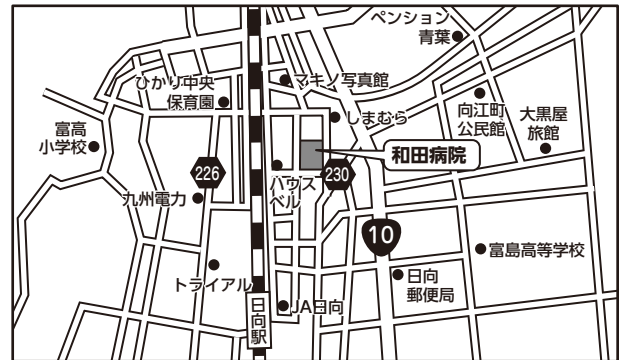 ペンション
青葉
ひかり中央
保育園
マキノ写真館
しまむら
向江町
公民館
大黒屋
旅館
富高
小学校
和田病院
226
230
ハウス
ベル
九州電力
10
富島高等学校
トライアル
日向
郵便局
JA日向
日向駅